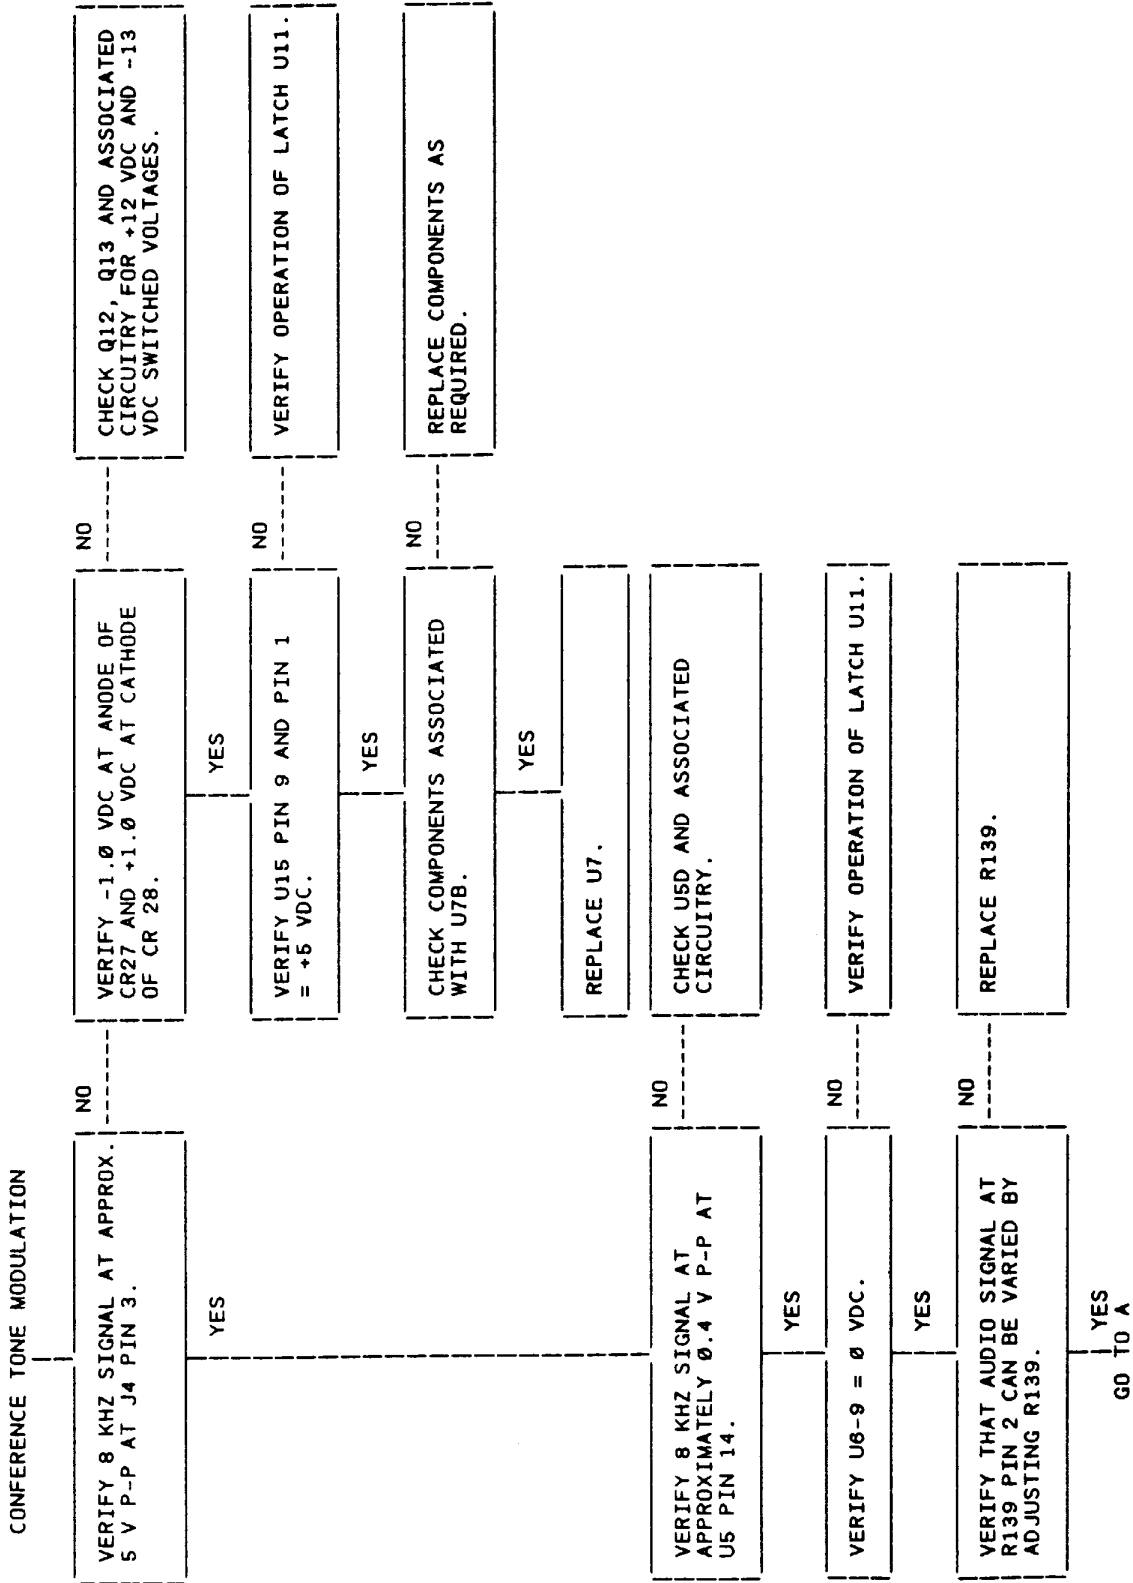 CONFERENCE TONE MODULATION
VERIFY 8 KHZ SIGNAL AT APPROX.
5 V P-P AT J4 PIN 3.
NO
VERIFY -1.0 VDC AT ANODE OF
CR27 AND +1.0 VDC AT CATHODE
OF CR 28.
NO
CHECK Q12, Q13 AND ASSOCIATED
CIRCUITRY FOR +12 VDC AND -13
VDC SWITCHED VOLTAGES.
YES
YES
VERIFY U15 PIN 9 AND PIN 1
= +5 VDC.
NO
VERIFY OPERATION OF LATCH U11.
YES
CHECK COMPONENTS ASSOCIATED
WITH U7B.
NO
REPLACE COMPONENTS AS
REQUIRED.
YES
REPLACE U7.
VERIFY 8 KHZ SIGNAL AT
APPROXIMATELY 0.4 V P-P AT
U5 PIN 14.
NO
CHECK U5D AND ASSOCIATED
CIRCUITRY.
YES
VERIFY U6-9 = 0 VDC.
NO
VERIFY OPERATION OF LATCH U11.
YES
VERIFY THAT AUDIO SIGNAL AT
R139 PIN 2 CAN BE VARIED BY
ADJUSTING R139.
NO
REPLACE R139.
YES
GO TO A